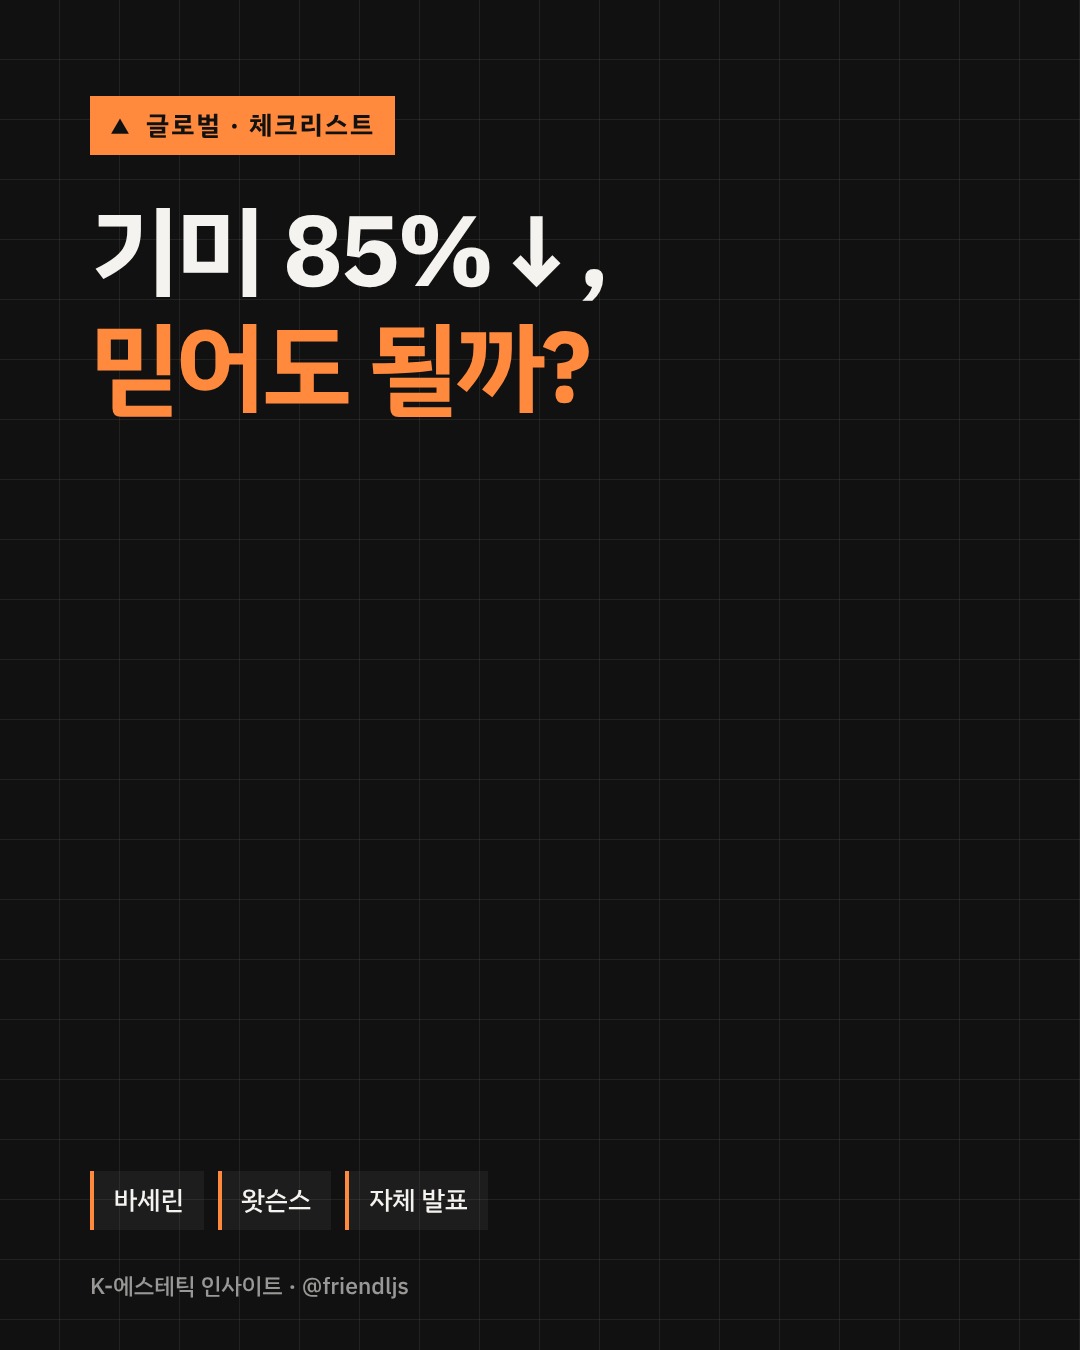 ▲ 글로벌 · 체크리스트
기미 85%↓,
믿어도 될까?
바세린 왓슨스 자체 발표
K-에스테틱 인사이트 · @friendljs